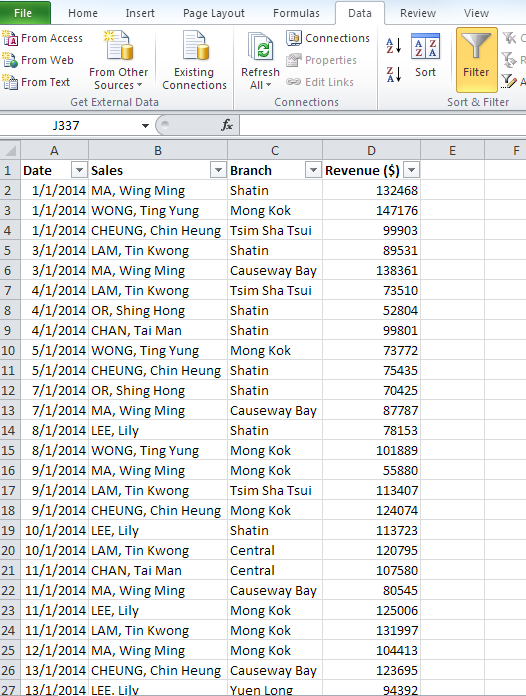 File Home Insert Page Layout Formulas Data Review View
From Access
From Web
From Text
From Other Sources
Existing Connections
Get External Data
Refresh All
Connections
Properties
Edit Links
Connections
Sort
Filter
Sort & Filter
J337 fx
A B C D E F
1 Date Sales Branch Revenue ($)
2 1/1/2014 MA, Wing Ming Shatin 132468
3 1/1/2014 WONG, Ting Yung Mong Kok 147176
4 1/1/2014 CHEUNG, Chin Heung Tsim Sha Tsui 99903
5 3/1/2014 LAM, Tin Kwong Shatin 89531
6 3/1/2014 MA, Wing Ming Causeway Bay 138361
7 4/1/2014 LAM, Tin Kwong Tsim Sha Tsui 73510
8 4/1/2014 OR, Shing Hong Shatin 52804
9 4/1/2014 CHAN, Tai Man Shatin 99801
10 5/1/2014 WONG, Ting Yung Mong Kok 73772
11 5/1/2014 CHEUNG, Chin Heung Shatin 75435
12 7/1/2014 OR, Shing Hong Shatin 70425
13 7/1/2014 MA, Wing Ming Causeway Bay 87787
14 8/1/2014 LEE, Lily Shatin 78153
15 8/1/2014 WONG, Ting Yung Mong Kok 101889
16 9/1/2014 MA, Wing Ming Mong Kok 55880
17 9/1/2014 LAM, Tin Kwong Tsim Sha Tsui 113407
18 9/1/2014 CHEUNG, Chin Heung Mong Kok 124074
19 10/1/2014 LEE, Lily Shatin 113723
20 10/1/2014 LAM, Tin Kwong Central 120795
21 11/1/2014 CHAN, Tai Man Central 107580
22 11/1/2014 MA, Wing Ming Causeway Bay 80545
23 11/1/2014 LEE, Lily Mong Kok 125006
24 11/1/2014 LAM, Tin Kwong Mong Kok 131997
25 12/1/2014 MA, Wing Ming Mong Kok 104413
26 13/1/2014 CHEUNG, Chin Heung Causeway Bay 123695
27 13/1/2014 LEE, Lily Yuen Long 94392